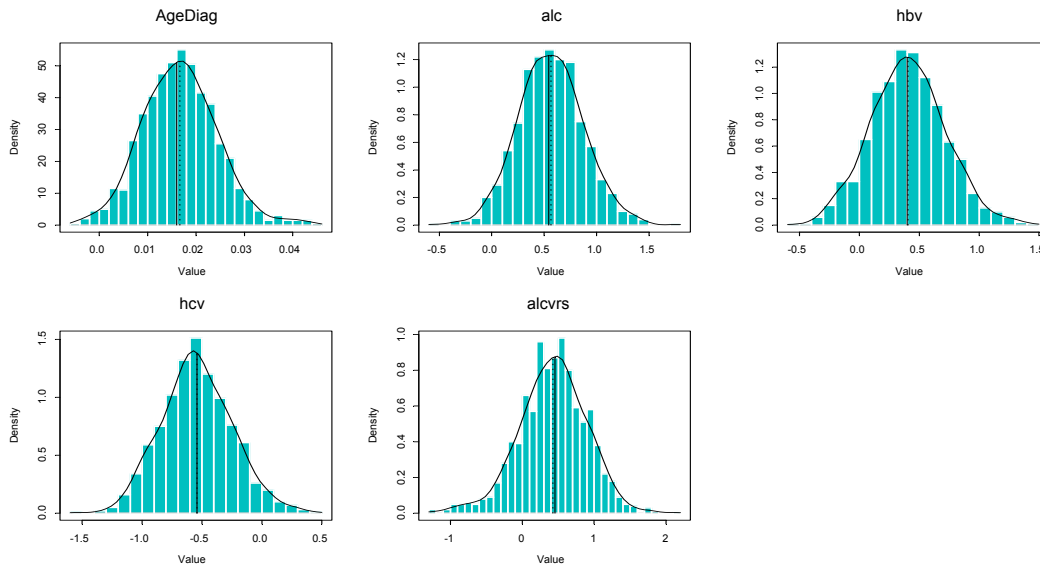 AgeDiag
Density
0 10 20 30 40 50
0.0 0.01 0.02 0.03 0.04
Value
alc
Density
0.0 0.2 0.4 0.6 0.8 1.0 1.2
-0.5 0.0 0.5 1.0 1.5
Value
hbv
Density
0.0 0.2 0.4 0.6 0.8 1.0 1.2
-0.5 0.0 0.5 1.0 1.5
Value
hcv
Density
0.0 0.5 1.0 1.5
-1.5 -1.0 -0.5 0.0 0.5
Value
alcvrs
Density
0.0 0.2 0.4 0.6 0.8 1.0
-1 0 1 2
Value